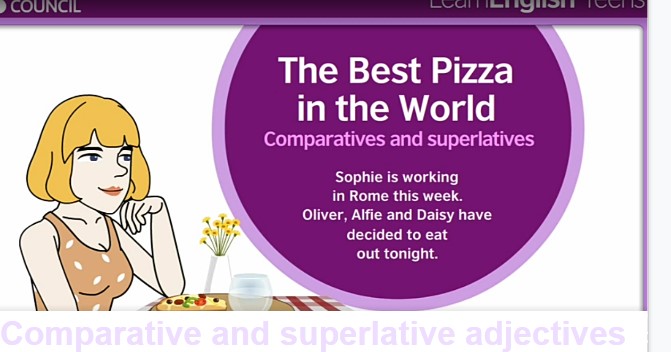 COUNCIL
LearnEnglish Teens
The Best Pizza
in the World
Comparatives and superlatives
Sophie is working
in Rome this week.
Oliver, Alfie and Daisy have
decided to eat
out tonight.
Comparative and superlative adjectives